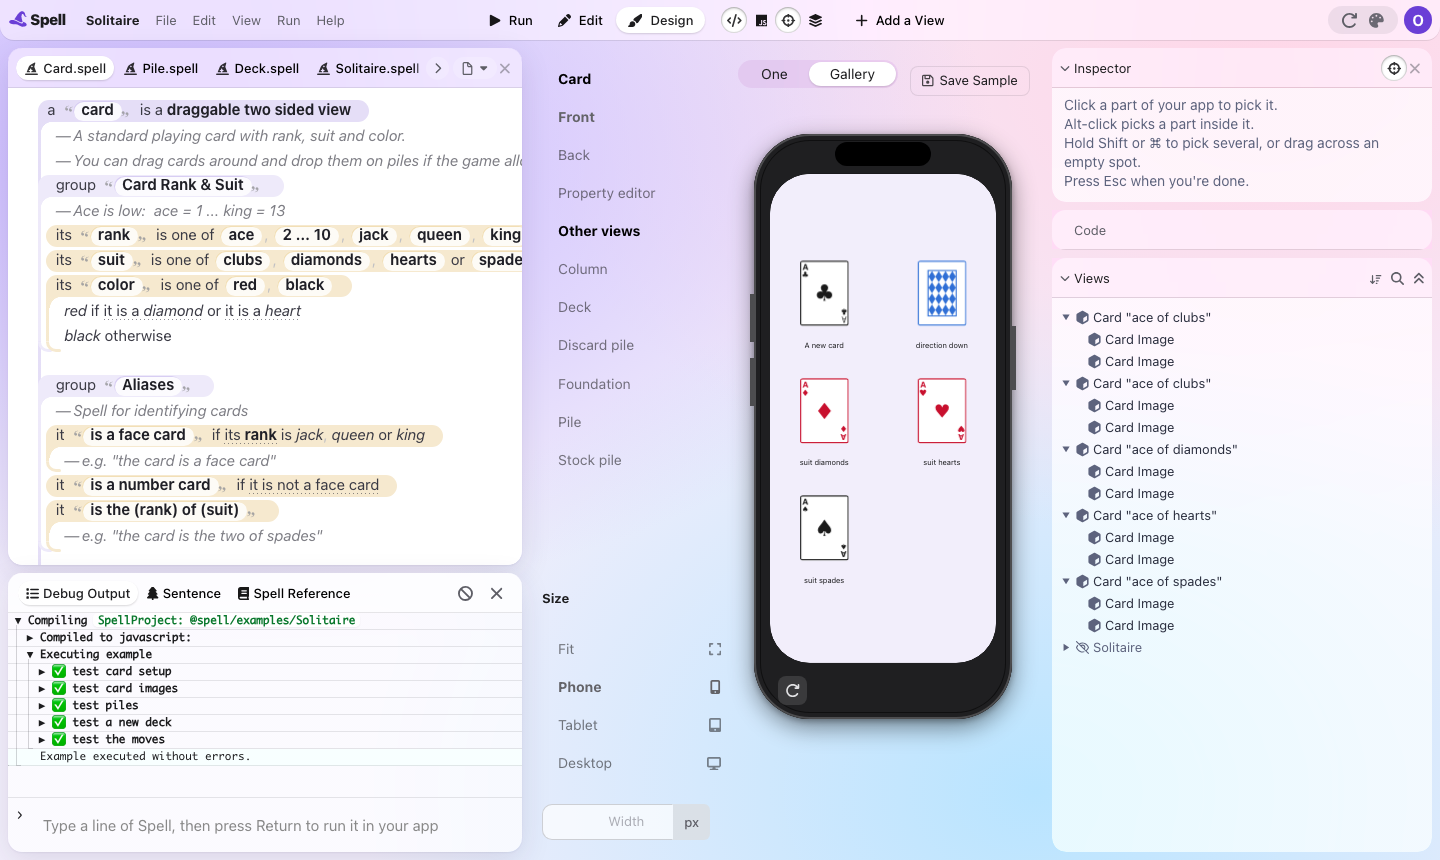 Spell Solitaire File Edit View Run Help Run Edit Design JS Add a View O
Card.spell Pile.spell Deck.spell Solitaire.spell
a “ card ” is a draggable two sided view
— A standard playing card with rank, suit and color.
— You can drag cards around and drop them on piles if the game all
group “ Card Rank & Suit ”
— Ace is low: ace = 1 ... king = 13
its “ rank ” is one of ace , 2 ... 10 , jack , queen , king
its “ suit ” is one of clubs , diamonds , hearts or spade
its “ color ” is one of red , black
red if it is a diamond or it is a heart
black otherwise
group “ Aliases ”
— Spell for identifying cards
it “ is a face card ” if its rank is jack, queen or king
— e.g. "the card is a face card"
it “ is a number card ” if it is not a face card
it “ is the (rank) of (suit) ”
— e.g. "the card is the two of spades"
Debug Output Sentence Spell Reference
Compiling SpellProject: @spell/examples/Solitaire
Compiled to javascript:
Executing example
test card setup
test card images
test piles
test a new deck
test the moves
Example executed without errors.
Type a line of Spell, then press Return to run it in your app
Card
Front
Back
Property editor
Other views
Column
Deck
Discard pile
Foundation
Pile
Stock pile
Size
Fit
Phone
Tablet
Desktop
Width px
One Gallery Save Sample
A A
A new card direction down
A A A A
suit diamonds suit hearts
A A
suit spades
Inspector
Click a part of your app to pick it.
Alt-click picks a part inside it.
Hold Shift or ⌘ to pick several, or drag across an
empty spot.
Press Esc when you're done.
Code
Views
Card "ace of clubs"
Card Image
Card Image
Card "ace of clubs"
Card Image
Card Image
Card "ace of diamonds"
Card Image
Card Image
Card "ace of hearts"
Card Image
Card Image
Card "ace of spades"
Card Image
Card Image
Solitaire